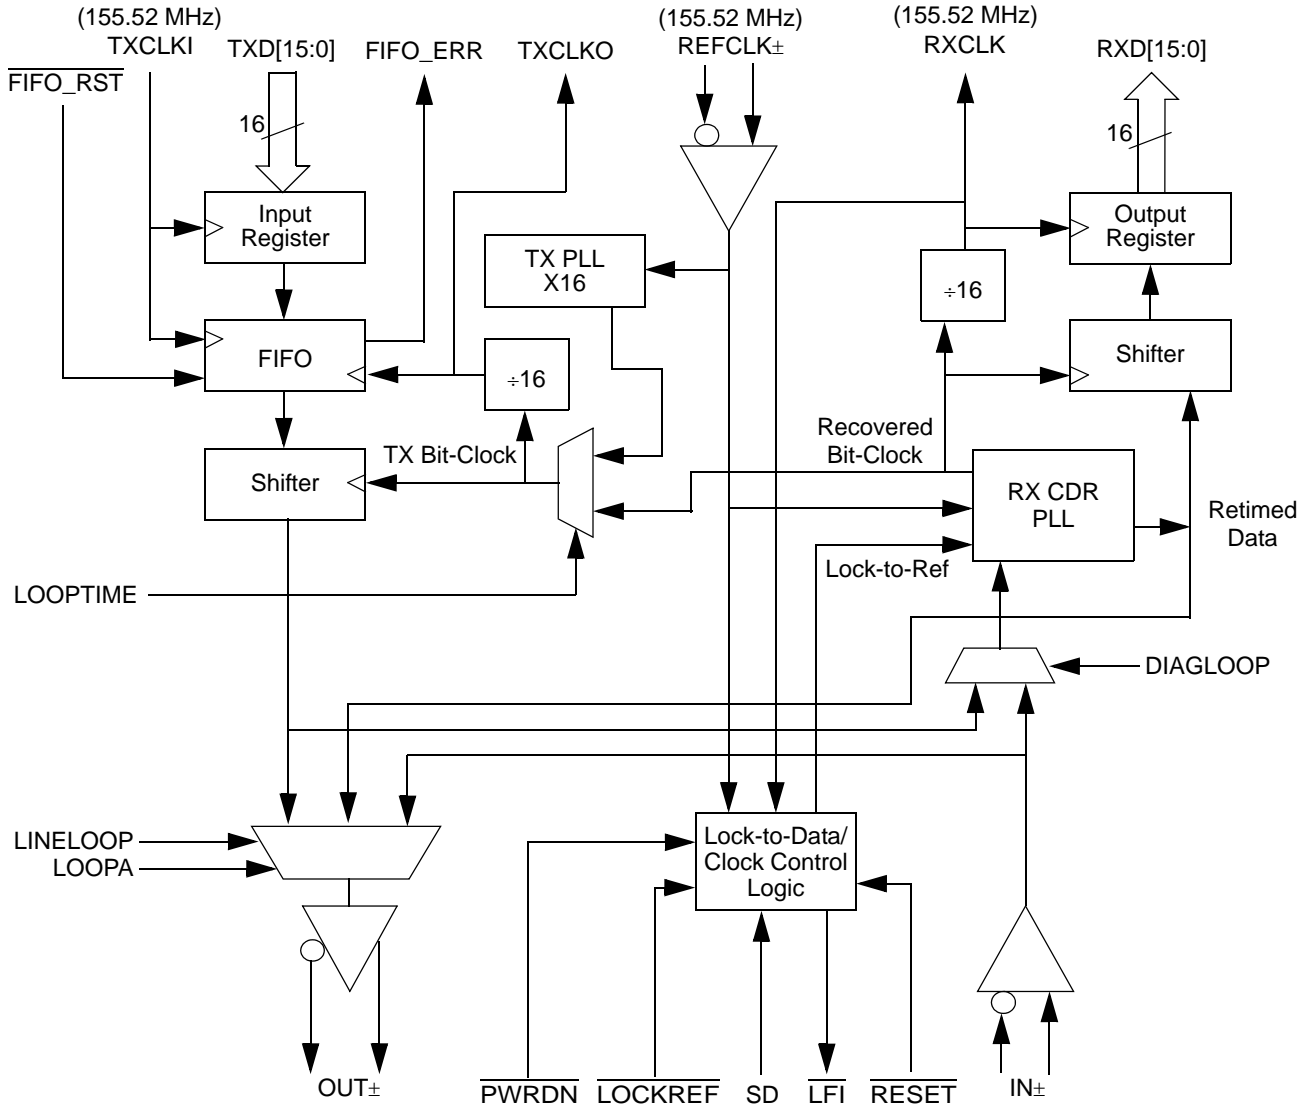 (155.52 MHz)
TXCLKI
TXD[15:0]
FIFO_ERR
TXCLKO
(155.52 MHz)
REFCLK±
(155.52 MHz)
RXCLK
RXD[15:0]
FIFO_RST
16
16
Input
Register
TX PLL
X16
Output
Register
÷16
FIFO
÷16
Shifter
Shifter
TX Bit-Clock
Recovered
Bit-Clock
RX CDR
PLL
Retimed
Data
Lock-to-Ref
LOOPTIME
DIAGLOOP
LINELOOP
LOOPA
Lock-to-Data/
Clock Control
Logic
OUT±
PWRDN
LOCKREF
SD
LFI
RESET
IN±